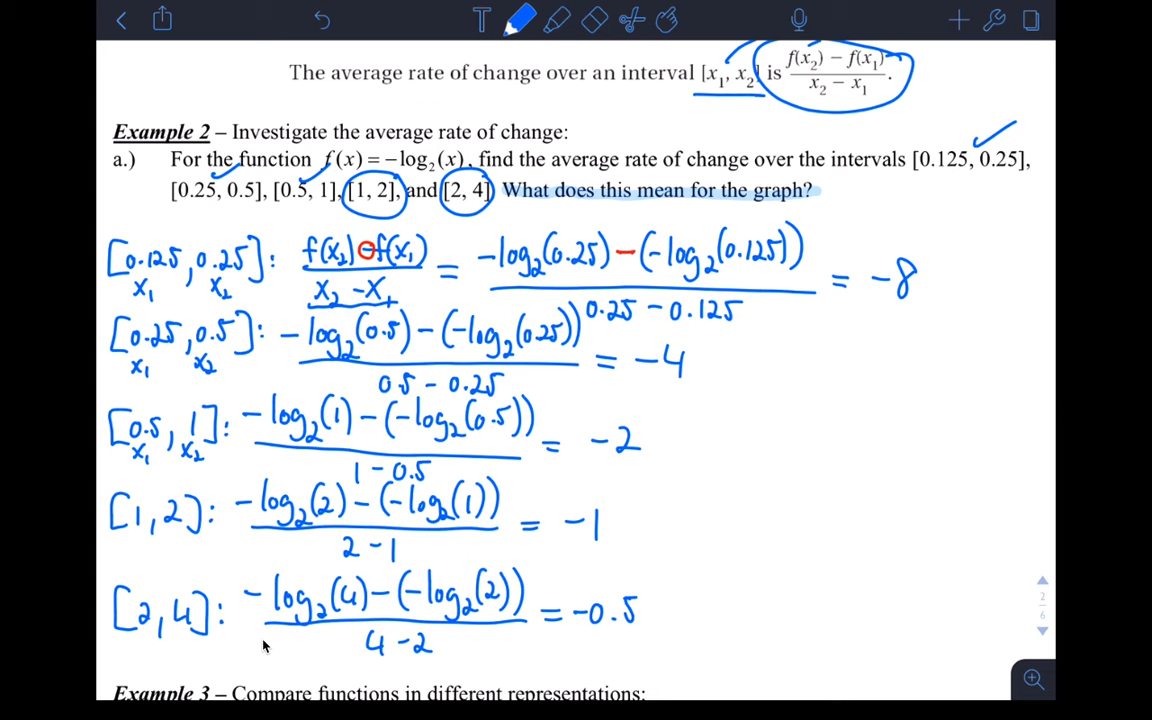 T
The average rate of change over an interval [x₁, x₂] is f(x₂) − f(x₁) / x₂ − x₁.
Example 2 – Investigate the average rate of change:
a.) For the function f(x) = −log₂(x), find the average rate of change over the intervals [0.125, 0.25],
[0.25, 0.5], [0.5, 1], [1, 2], and [2, 4] What does this mean for the graph?
[0.125, 0.25]: f(x₂) − f(x₁) / x₂ − x₁ = −log₂(0.25) − (−log₂(0.125)) / 0.25 − 0.125 = −8
x₁ x₂
[0.25, 0.5]: −log₂(0.5) − (−log₂(0.25)) / 0.5 − 0.25 = −4
x₁ x₂
[0.5, 1]: −log₂(1) − (−log₂(0.5)) / 1 − 0.5 = −2
x₁ x₂
[1, 2]: −log₂(2) − (−log₂(1)) / 2 − 1 = −1
[2, 4]: −log₂(4) − (−log₂(2)) / 4 − 2 = −0.5
2
6
Example 3 – Compare functions in different representations: